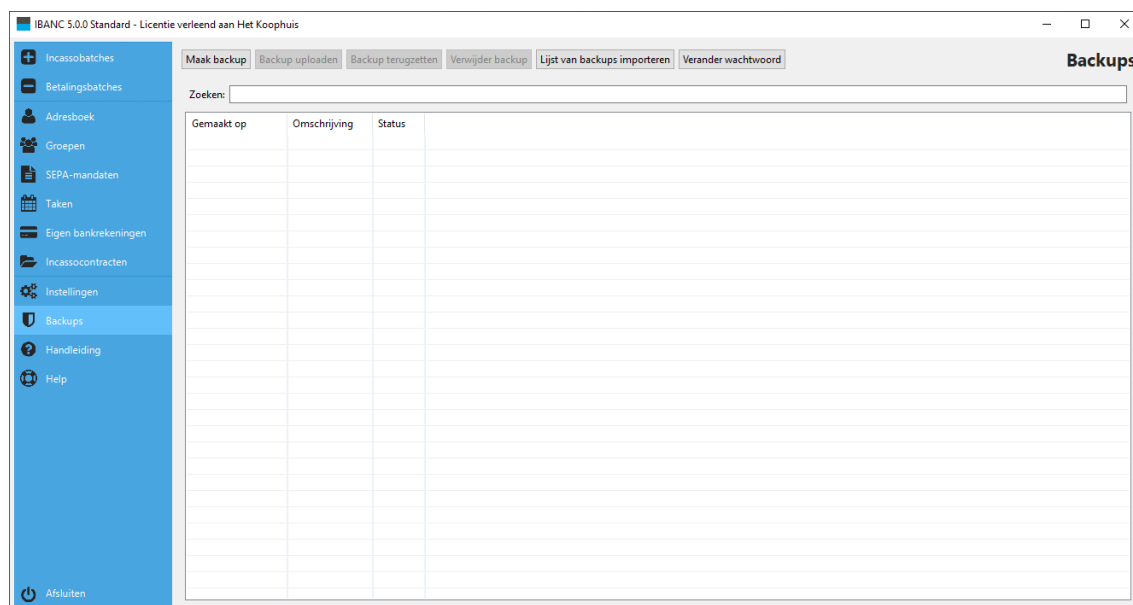 IBANC 5.0.0 Standard - Licentie verleend aan Het Koophuis
Incassobatches
Betalingsbatches
Adresboek
Groepen
SEPA-mandaten
Taken
Eigen bankrekeningen
Incassocontracten
Instellingen
Backups
Handleiding
Help
Afsluiten
Maak backup Backup uploaden Backup terugzetten Verwijder backup Lijst van backups importeren Verander wachtwoord
Backups
Zoeken:
Gemaakt op Omschrijving Status